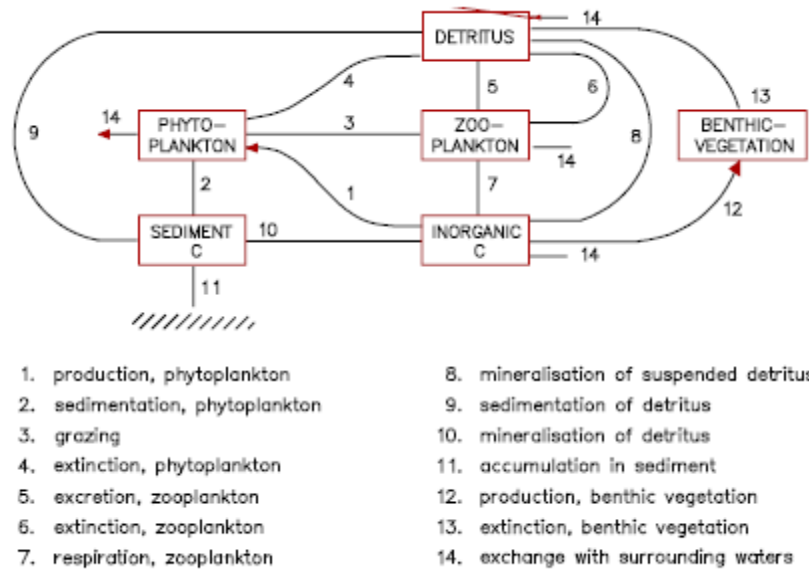 14
DETRITUS
4
5
6
13
9
14
PHYTO-
PLANKTON
3
ZOO-
PLANKTON
14
8
BENTHIC-
VEGETATION
2
1
7
12
SEDIMENT
C
10
INORGANIC
C
14
11
1. production, phytoplankton
2. sedimentation, phytoplankton
3. grazing
4. extinction, phytoplankton
5. excretion, zooplankton
6. extinction, zooplankton
7. respiration, zooplankton
8. mineralisation of suspended detritus
9. sedimentation of detritus
10. mineralisation of detritus
11. accumulation in sediment
12. production, benthic vegetation
13. extinction, benthic vegetation
14. exchange with surrounding waters